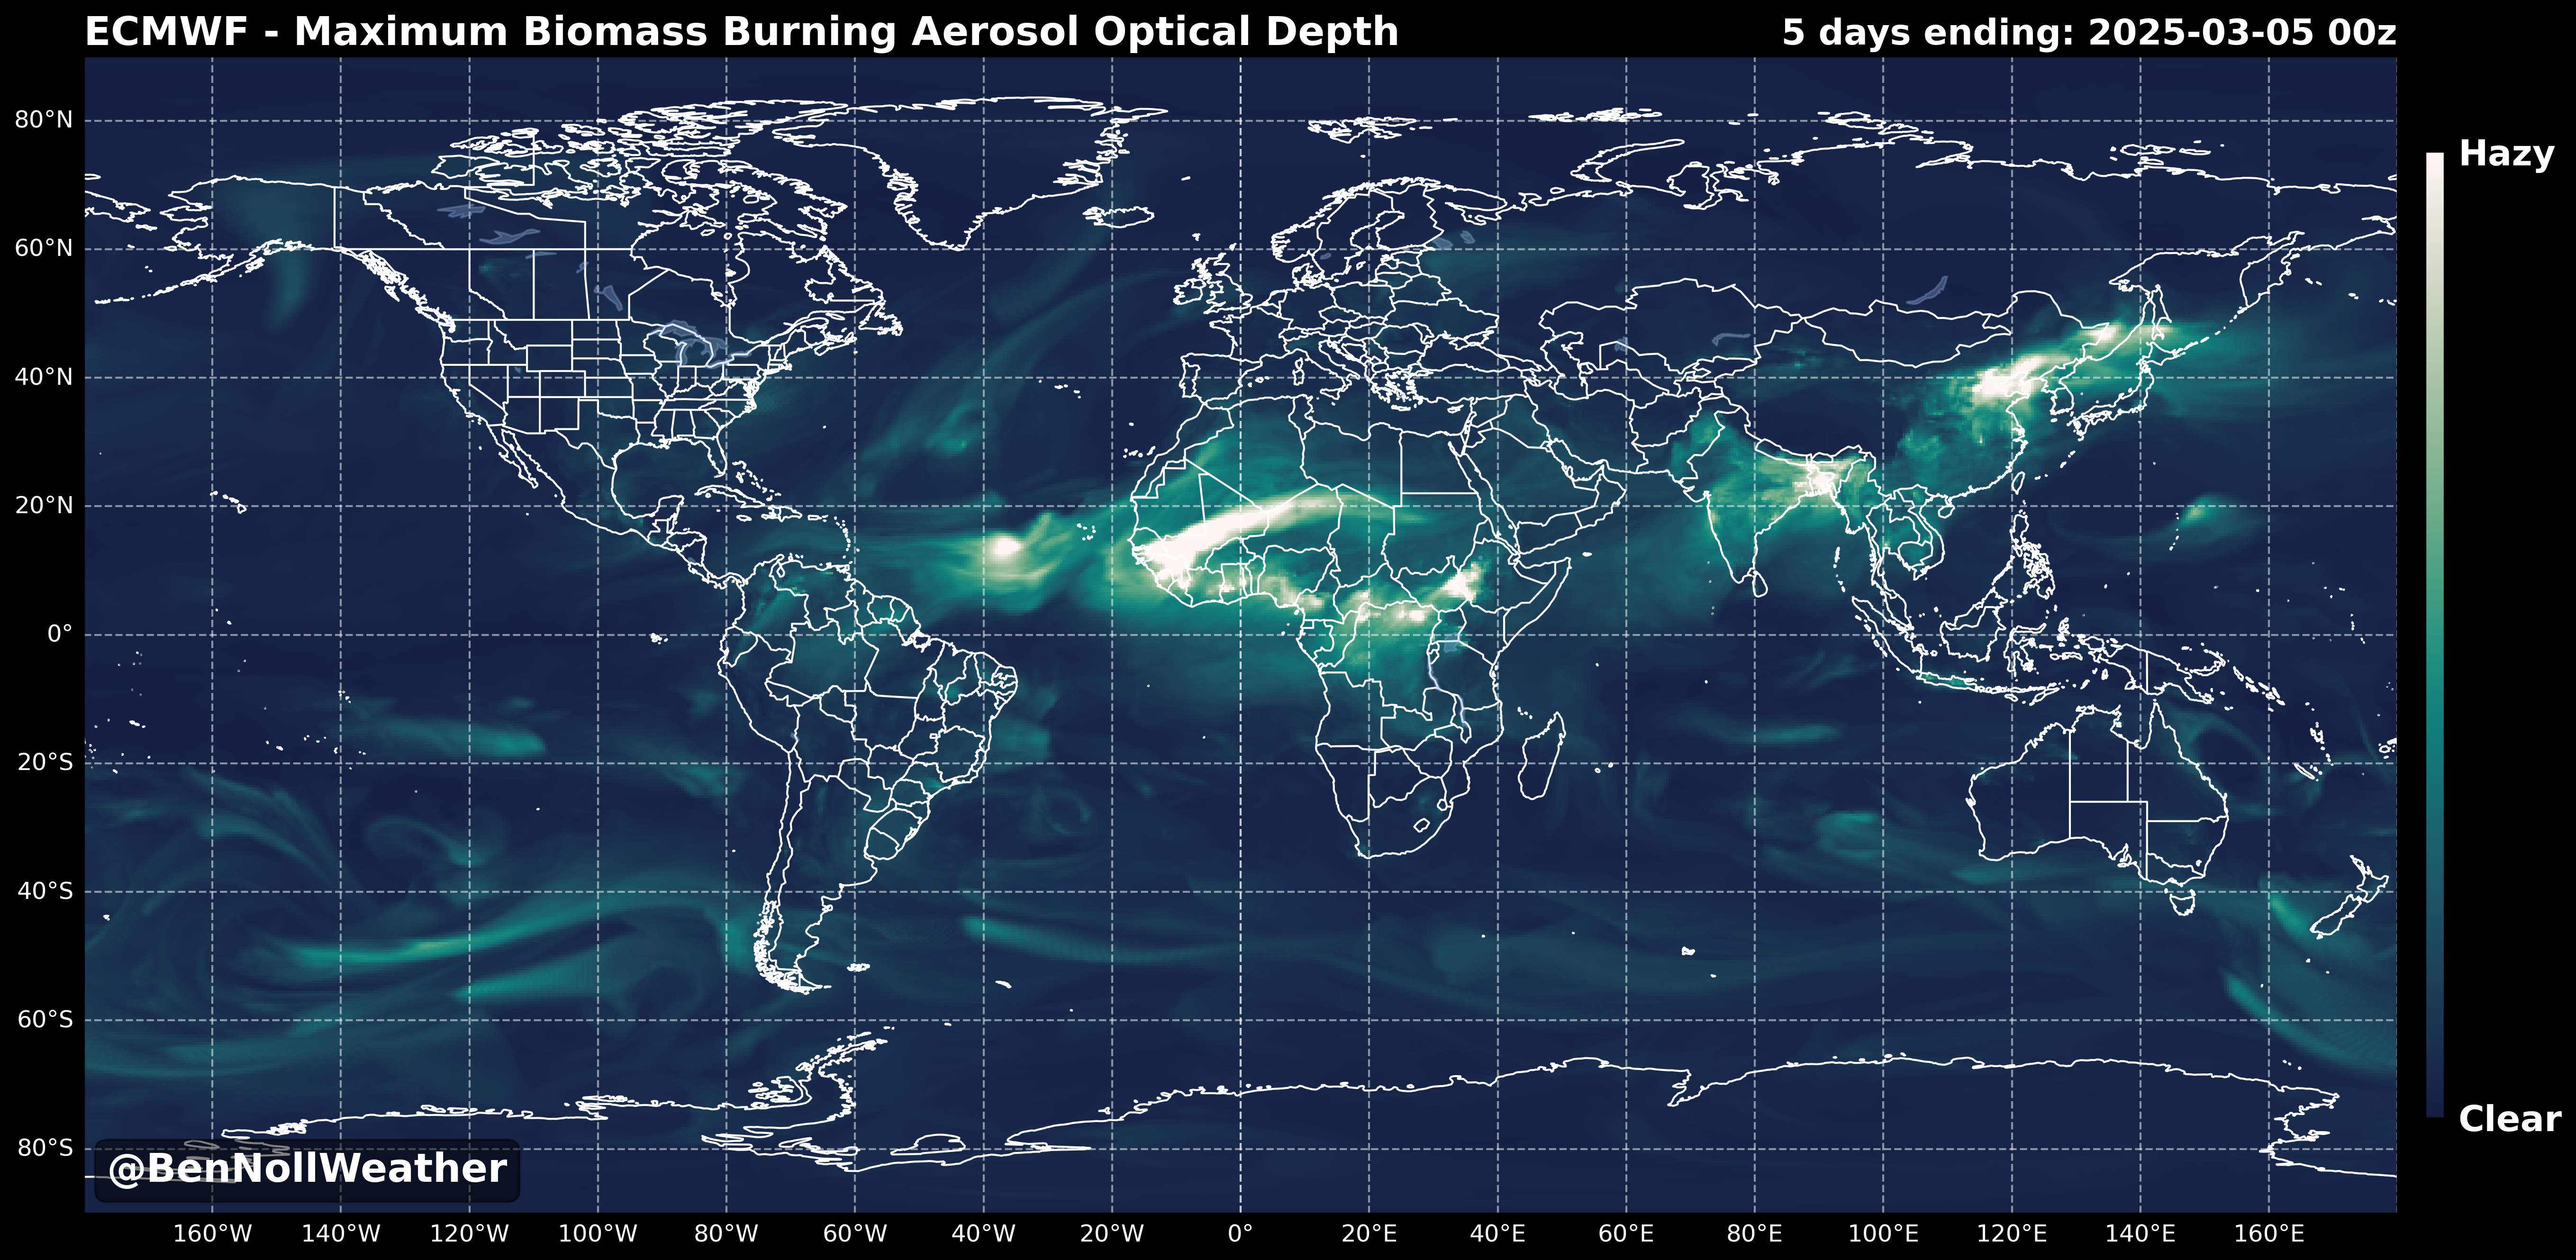 ECMWF - Maximum Biomass Burning Aerosol Optical Depth
5 days ending: 2025-03-05 00z
80°N
60°N
40°N
20°N
0°
20°S
40°S
60°S
80°S
Hazy
Clear
@BenNollWeather
160°W 140°W 120°W 100°W 80°W 60°W 40°W 20°W 0° 20°E 40°E 60°E 80°E 100°E 120°E 140°E 160°E